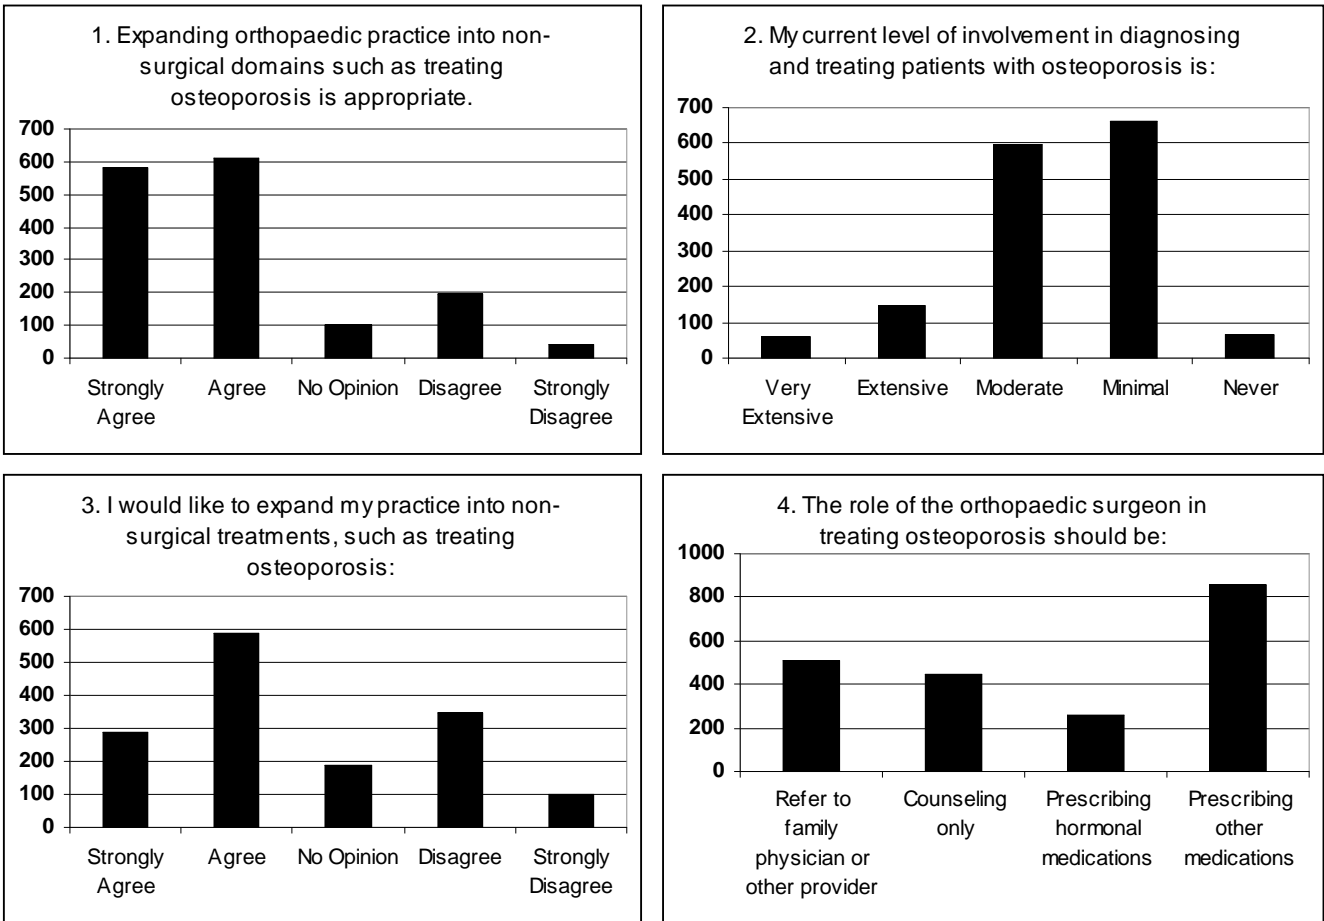 1. Expanding orthopaedic practice into non-
surgical domains such as treating
osteoporosis is appropriate.
700
600
500
400
300
200
100
0
Strongly
Agree
Agree
No Opinion
Disagree
Strongly
Disagree
2. My current level of involvement in diagnosing
and treating patients with osteoporosis is:
700
600
500
400
300
200
100
0
Very
Extensive
Extensive
Moderate
Minimal
Never
3. I would like to expand my practice into non-
surgical treatments, such as treating
osteoporosis:
700
600
500
400
300
200
100
0
Strongly
Agree
Agree
No Opinion
Disagree
Strongly
Disagree
4. The role of the orthopaedic surgeon in
treating osteoporosis should be:
1000
800
600
400
200
0
Refer to
family
physician or
other provider
Counseling
only
Prescribing
hormonal
medications
Prescribing
other
medications